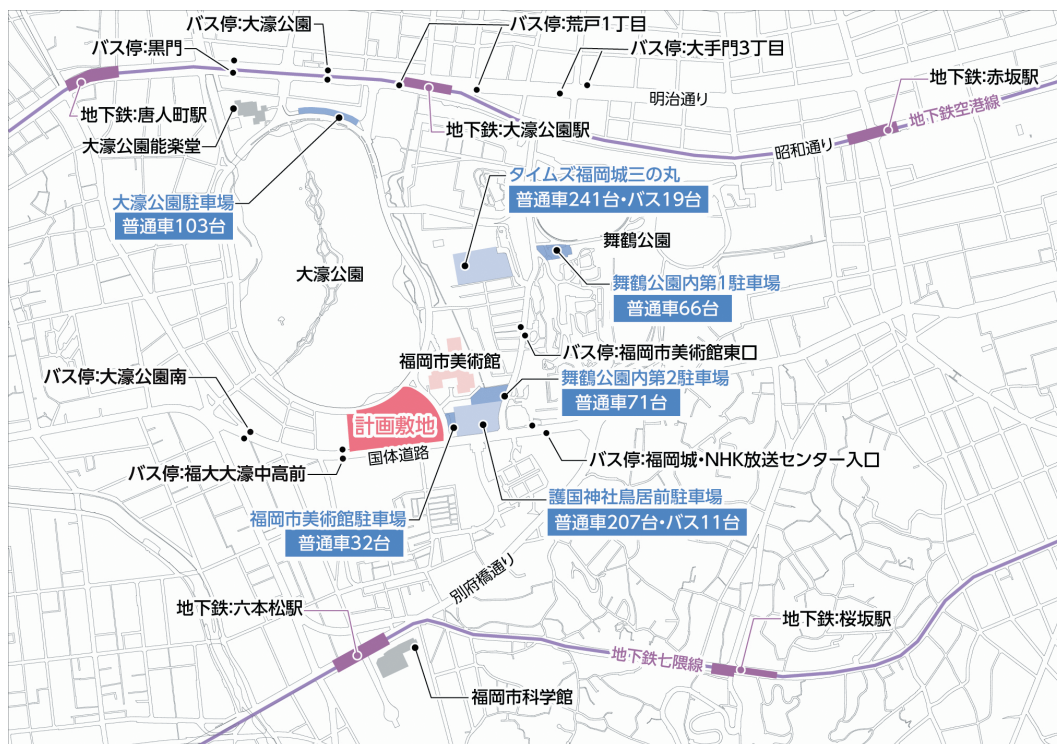 バス停:大濠公園
バス停:荒戸1丁目
バス停:黒門
バス停:大手門3丁目
地下鉄:赤坂駅
明治通り
地下鉄空港線
地下鉄:唐人町駅
地下鉄:大濠公園駅
昭和通り
大濠公園能楽堂
タイムズ福岡城三の丸
普通車241台・バス19台
大濠公園駐車場
普通車103台
舞鶴公園
大濠公園
舞鶴公園内第1駐車場
普通車66台
バス停:福岡市美術館東口
福岡市美術館
バス停:大濠公園南
舞鶴公園内第2駐車場
普通車71台
計画敷地
国体道路
バス停:福大大濠中高前
バス停:福岡城・NHK放送センター入口
護国神社鳥居前駐車場
普通車207台・バス11台
福岡市美術館駐車場
普通車32台
別府橋通り
地下鉄:六本松駅
地下鉄:桜坂駅
地下鉄七隈線
福岡市科学館